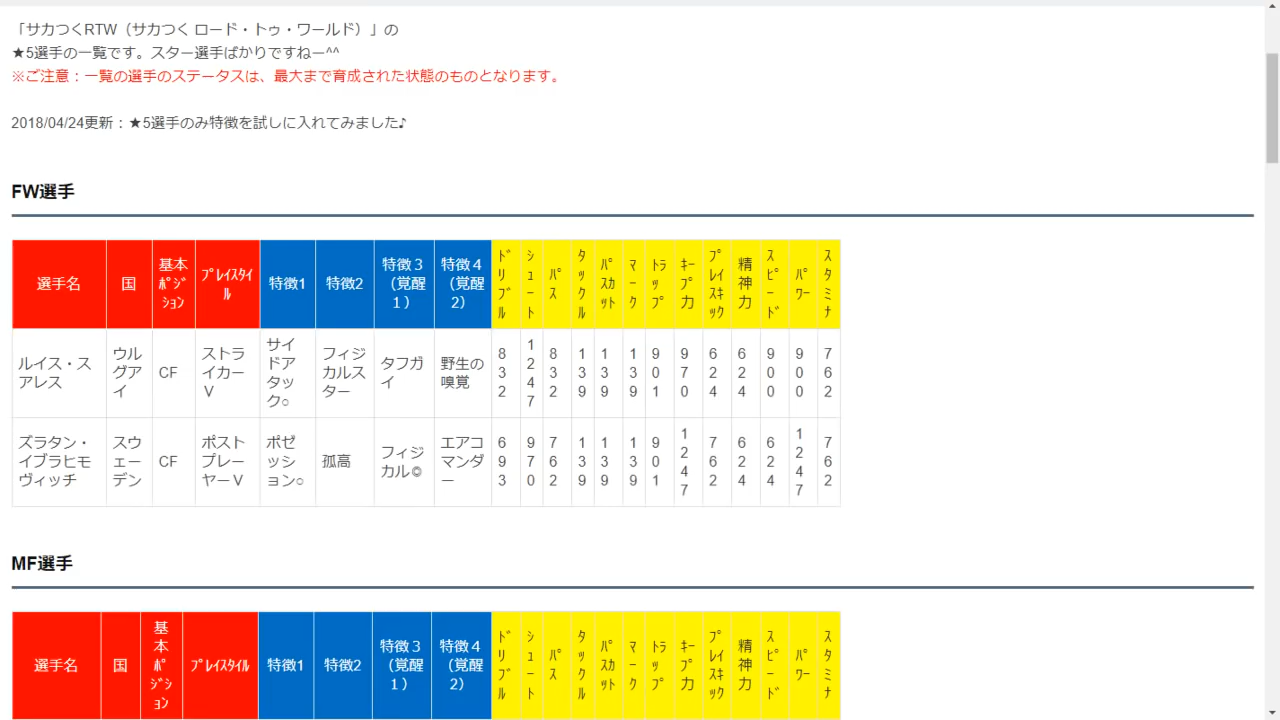 「サカつくRTW（サカつく ロード・トゥ・ワールド）」の
★5選手の一覧です。スター選手ばかりですねー^^
※ご注意：一覧の選手のステータスは、最大まで育成された状態のものとなります。
2018/04/24更新：★5選手のみ特徴を試しに入れてみました♪
FW選手
選手名 国 基本ﾎﾟｼﾞｼｮﾝ ﾌﾟﾚｲｽﾀｲﾙ 特徴1 特徴2 特徴３（覚醒１） 特徴４（覚醒2） ﾄﾞﾘﾌﾞﾙ ｼｭｰﾄ ﾊﾟｽ ﾀｯｸﾙ ﾊﾟｽｶｯﾄ ﾏｰｸ ﾄﾗｯﾌﾟ ｷｰﾌﾟ力 ﾌﾟﾚｲｽｷｯｸ 精神力 ｽﾋﾟｰﾄﾞ ﾊﾟﾜｰ ｽﾀﾐﾅ
ルイス・スアレス ウルグアイ CF ストライカーＶ サイドアタック○ フィジカルスター タフガイ 野生の嗅覚 832 1247 832 139 139 139 901 970 624 624 900 900 762
ズラタン・イブラヒモヴィッチ スウェーデン CF ポストプレーヤーＶ ポゼッション○ 孤高 フィジカル◎ エアコマンダー 693 970 762 139 139 139 901 1247 762 624 624 1247 762
MF選手
選手名 国 基本ﾎﾟｼﾞｼｮﾝ ﾌﾟﾚｲｽﾀｲﾙ 特徴1 特徴2 特徴３（覚醒１） 特徴４（覚醒2） ﾄﾞﾘﾌﾞﾙ ｼｭｰﾄ ﾊﾟｽ ﾀｯｸﾙ ﾊﾟｽｶｯﾄ ﾏｰｸ ﾄﾗｯﾌﾟ ｷｰﾌﾟ力 ﾌﾟﾚｲｽｷｯｸ 精神力 ｽﾋﾟｰﾄﾞ ﾊﾟﾜｰ ｽﾀﾐﾅ